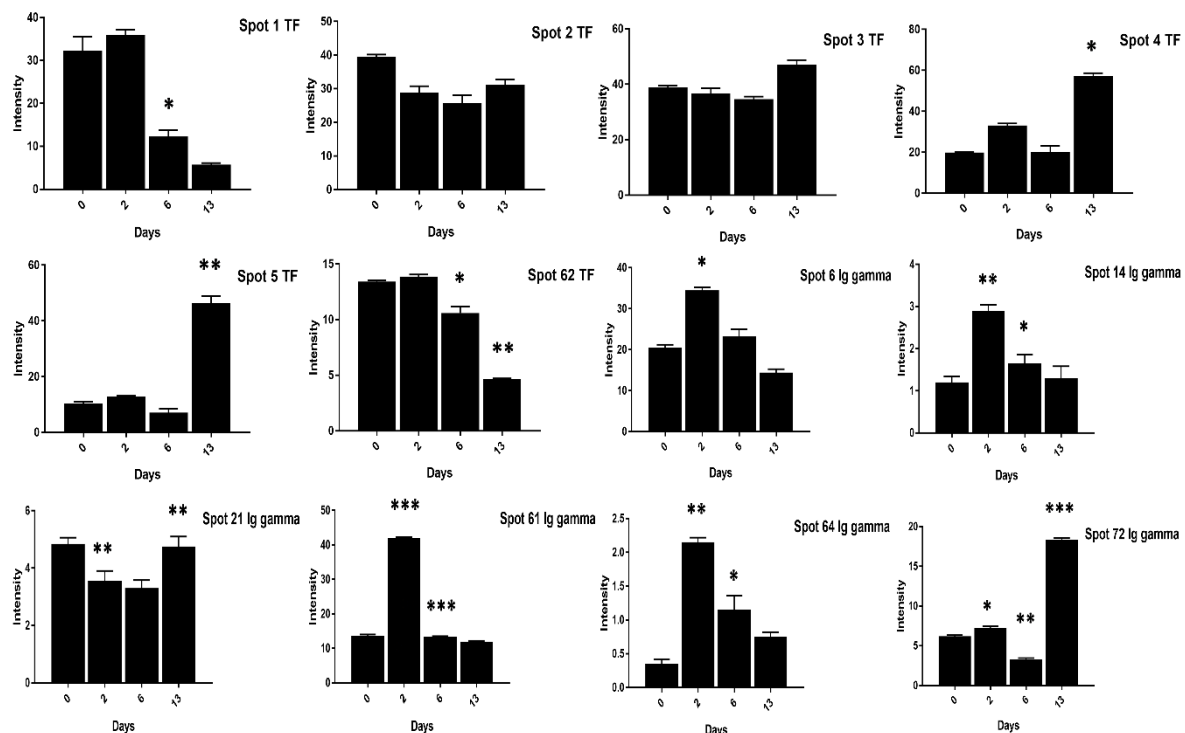 Spot 1 TF
Intensity
40
30
20
10
0
*
0 2 6 13
Days
Spot 2 TF
Intensity
50
40
30
20
10
0
0 2 6 13
Days
Spot 3 TF
Intensity
60
40
20
0
0 2 6 13
Days
Spot 4 TF
Intensity
80
60
40
20
0
*
0 2 6 13
Days
Spot 5 TF
Intensity
60
40
20
0
**
0 2 6 13
Days
Spot 62 TF
Intensity
15
10
5
0
* **
0 2 6 13
Days
Spot 6 Ig gamma
Intensity
40
30
20
10
0
*
0 2 6 13
Days
Spot 14 Ig gamma
Intensity
4
3
2
1
0
** *
0 2 6 13
Days
Spot 21 Ig gamma
Intensity
6
4
2
0
** **
0 2 6 13
Days
Spot 61 Ig gamma
Intensity
50
40
30
20
10
0
*** ***
0 2 6 13
Days
Spot 64 Ig gamma
Intensity
2.5
2.0
1.5
1.0
0.5
0.0
** *
0 2 6 13
Days
Spot 72 Ig gamma
Intensity
20
15
10
5
0
* ** ***
0 2 6 13
Days